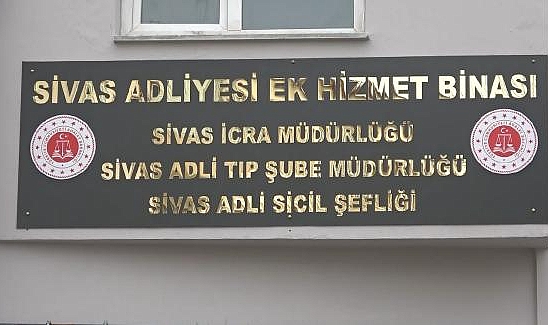 SİVAS ADLİYESİ EK HİZMET BİNASI
SİVAS İCRA MÜDÜRLÜĞÜ
SİVAS ADLİ TIP ŞUBE MÜDÜRLÜĞÜ
SİVAS ADLİ SİCİL ŞEFLİĞİ